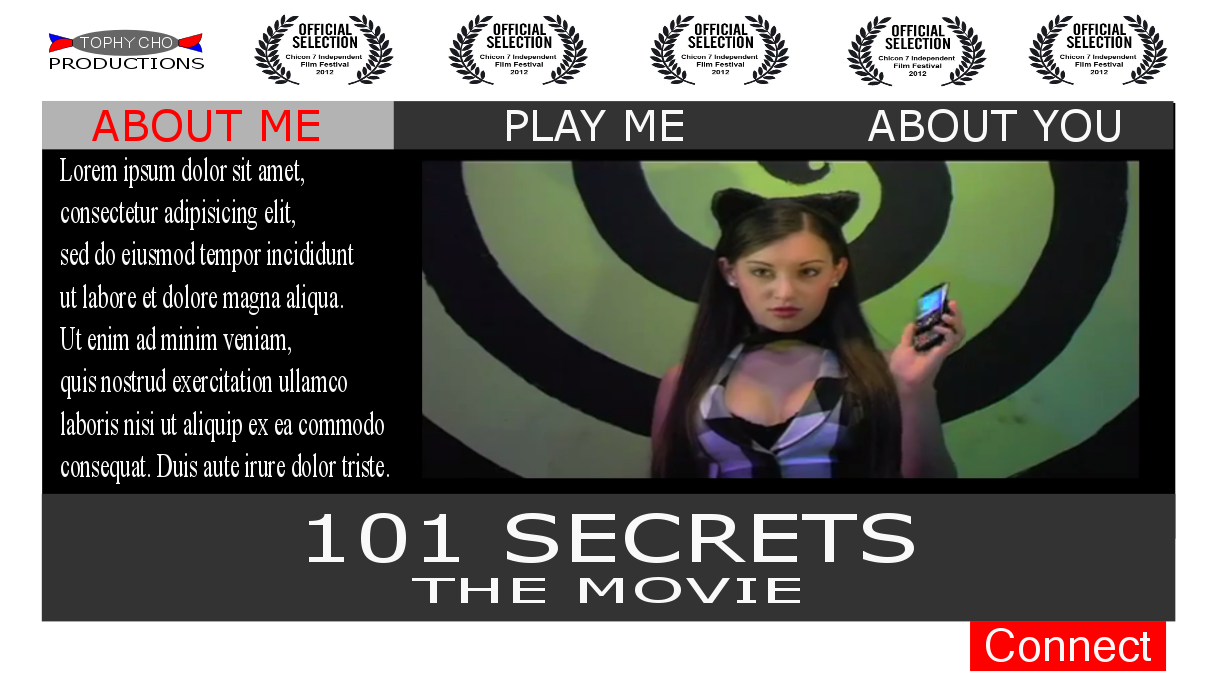 TOPHY CHO
PRODUCTIONS
OFFICIAL
SELECTION
Chicon 7 Independent
Film Festival
2012
OFFICIAL
SELECTION
Chicon 7 Independent
Film Festival
2012
OFFICIAL
SELECTION
Chicon 7 Independent
Film Festival
2012
OFFICIAL
SELECTION
Chicon 7 Independent
Film Festival
2012
OFFICIAL
SELECTION
Chicon 7 Independent
Film Festival
2012
ABOUT ME
PLAY ME
ABOUT YOU
Lorem ipsum dolor sit amet,
consectetur adipisicing elit,
sed do eiusmod tempor incididunt
ut labore et dolore magna aliqua.
Ut enim ad minim veniam,
quis nostrud exercitation ullamco
laboris nisi ut aliquip ex ea commodo
consequat. Duis aute irure dolor triste.
101 SECRETS
THE MOVIE
Connect